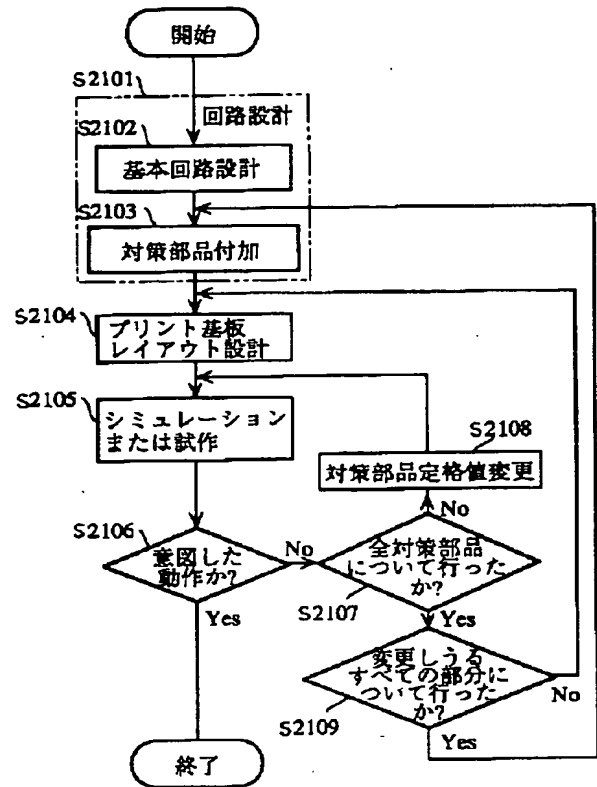 開始
S2101
回路設計
S2102
基本回路設計
S2103
対策部品付加
S2104
プリント基板
レイアウト設計
S2105
シミュレーション
または試作
S2108
対策部品定格値変更
No
S2106
意図した
動作か?
No
Yes
全対策部品
について行った
か?
S2107
Yes
変更しうる
すべての部分に
ついて行った
か?
No
S2109
Yes
終了